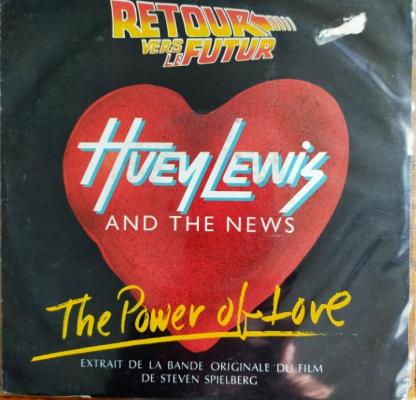 RETOUR
VERS
LE FUTUR
HUEY LEWIS
AND THE NEWS
The Power of Love
EXTRAIT DE LA BANDE ORIGINALE DU FILM
DE STEVEN SPIELBERG